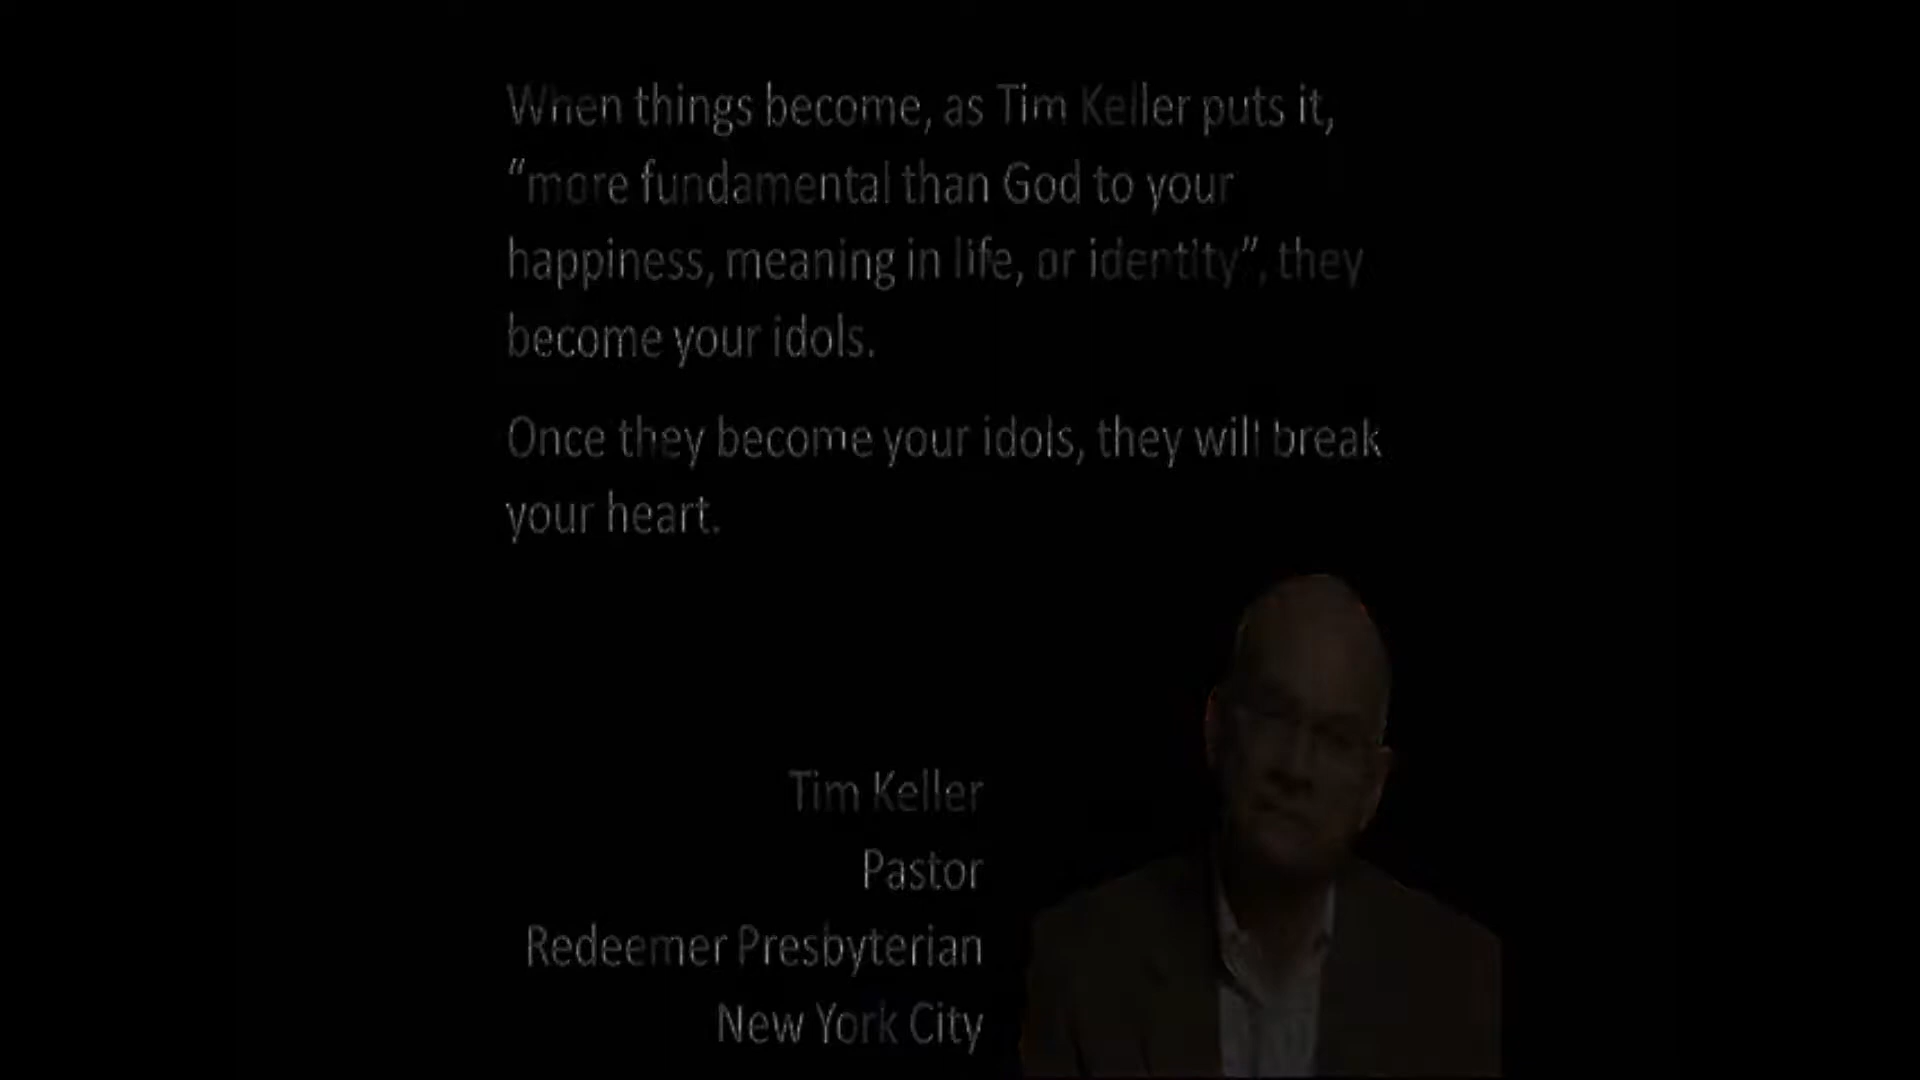 When things become, as Tim Keller puts it,
“more fundamental than God to your
happiness, meaning in life, or identity”, they
become your idols.
Once they become your idols, they will break
your heart.
Tim Keller
Pastor
Redeemer Presbyterian
New York City